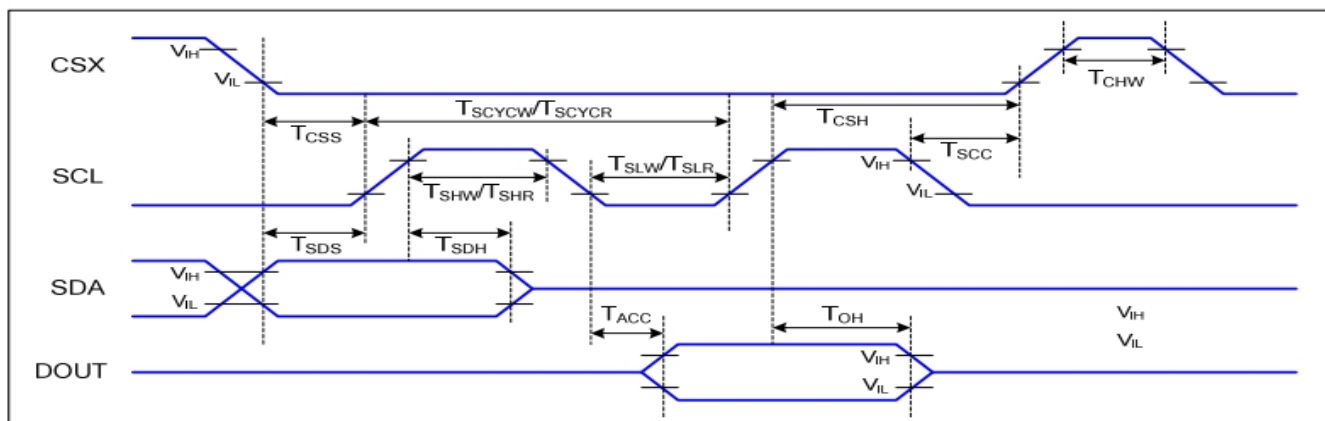 CSX
VIH
VIL
TCHW
TSCYCW/TSCYCR
TCSS
TCSH
TSCC
SCL
TSLW/TSLR
VIH
TSHW/TSHR
VIL
TSDS
TSDH
SDA
VIH
VIL
TACC
TOH
VIH
VIL
DOUT
VIH
VIL